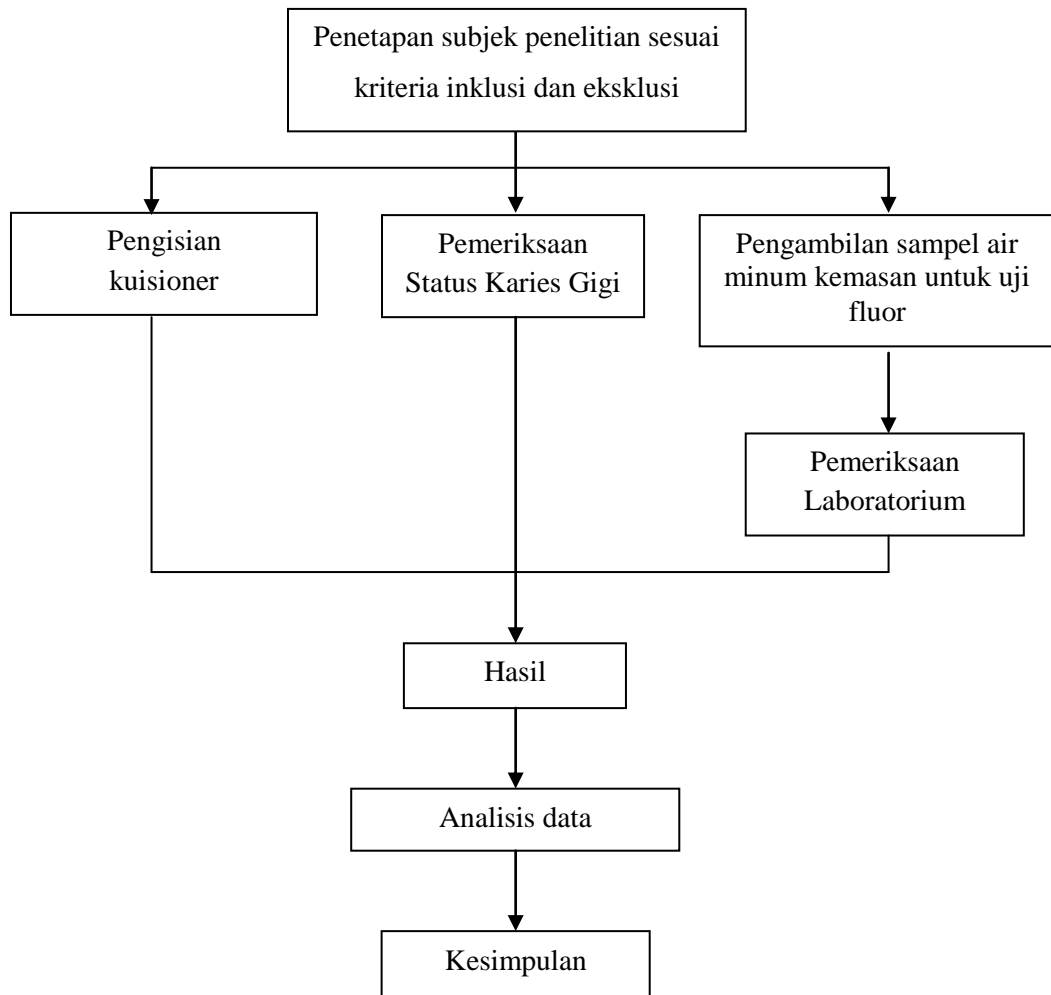 Penetapan subjek penelitian sesuai
kriteria inklusi dan eksklusi
Pengisian
kuisioner
Pemeriksaan
Status Karies Gigi
Pengambilan sampel air
minum kemasan untuk uji
fluor
Pemeriksaan
Laboratorium
Hasil
Analisis data
Kesimpulan